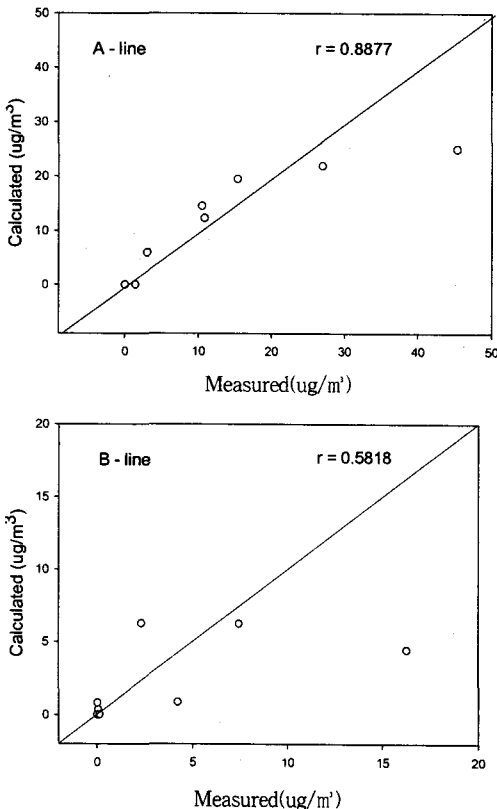 50
A - line
r = 0.8877
40
30
20
10
0
Calculated (ug/m³)
0
10
20
30
40
50
Measured(ug/m³)
20
B - line
r = 0.5818
15
10
5
0
Calculated (ug/m³)
0
5
10
15
20
Measured(ug/m³)